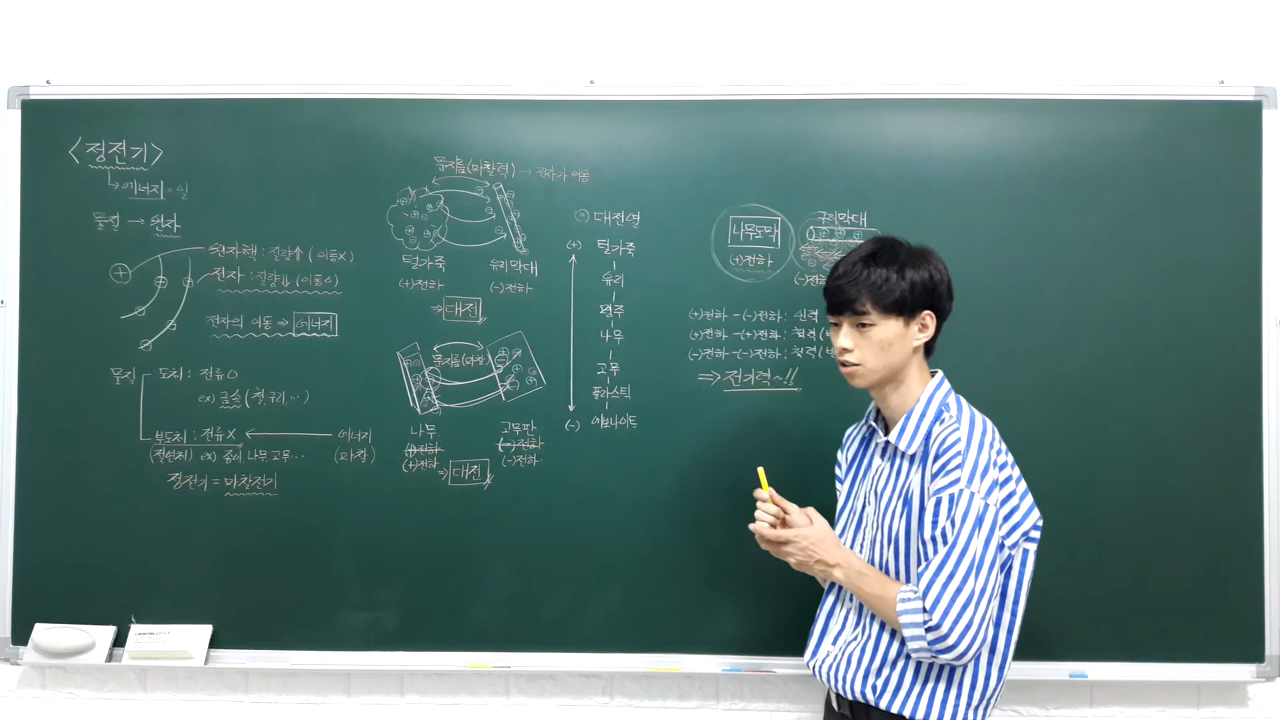 <정전기>
에너지 = 일
물질 → 원자
원자핵 : 질량↑ (이동X)
전자 : 질량↓ (이동O)
전자의 이동 ⇒ 에너지
물질
도체 : 전류 O
ex) 금속 (철, 구리, …)
부도체 : 전류 X
에너지
(절연체) ex) 종이, 나무, 고무…
(마찰)
정전기 = 마찰전기
문지름(마찰력) → 전자가 이동
털가죽
유리막대
(+)전하
(-)전하
⇒ 대전
문지름(마찰)
나무
고무판
(+)전하
(-)전하
(+)전하
(-)전하
⇒ 대전
대전열
(+) 털가죽
유리
명주
나무
고무
플라스틱
(-) 에보나이트
나무도막
(+)전하
막대
(-)전하
(+)전하 - (-)전하 : 인력
(+)전하 - (+)전하 : 척력
(-)전하 - (-)전하 : 척력
⇒ 전기력~!!